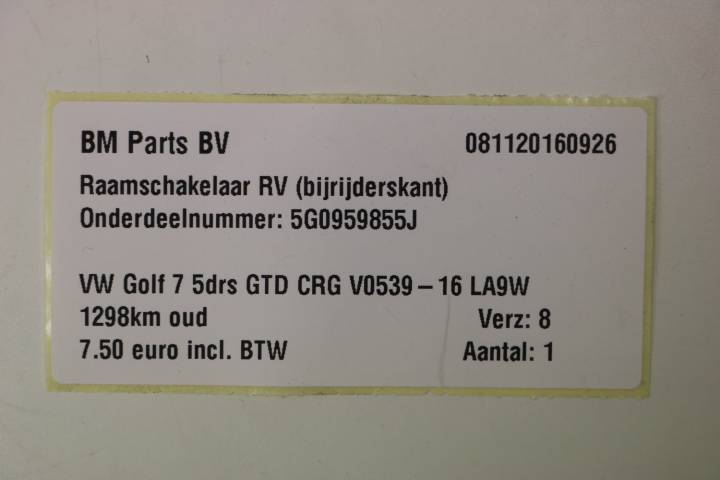 BM Parts BV 081120160926
Raamschakelaar RV (bijrijderskant)
Onderdeelnummer: 5G0959855J
VW Golf 7 5drs GTD CRG V0539 – 16 LA9W
1298km oud Verz: 8
7.50 euro incl. BTW Aantal: 1